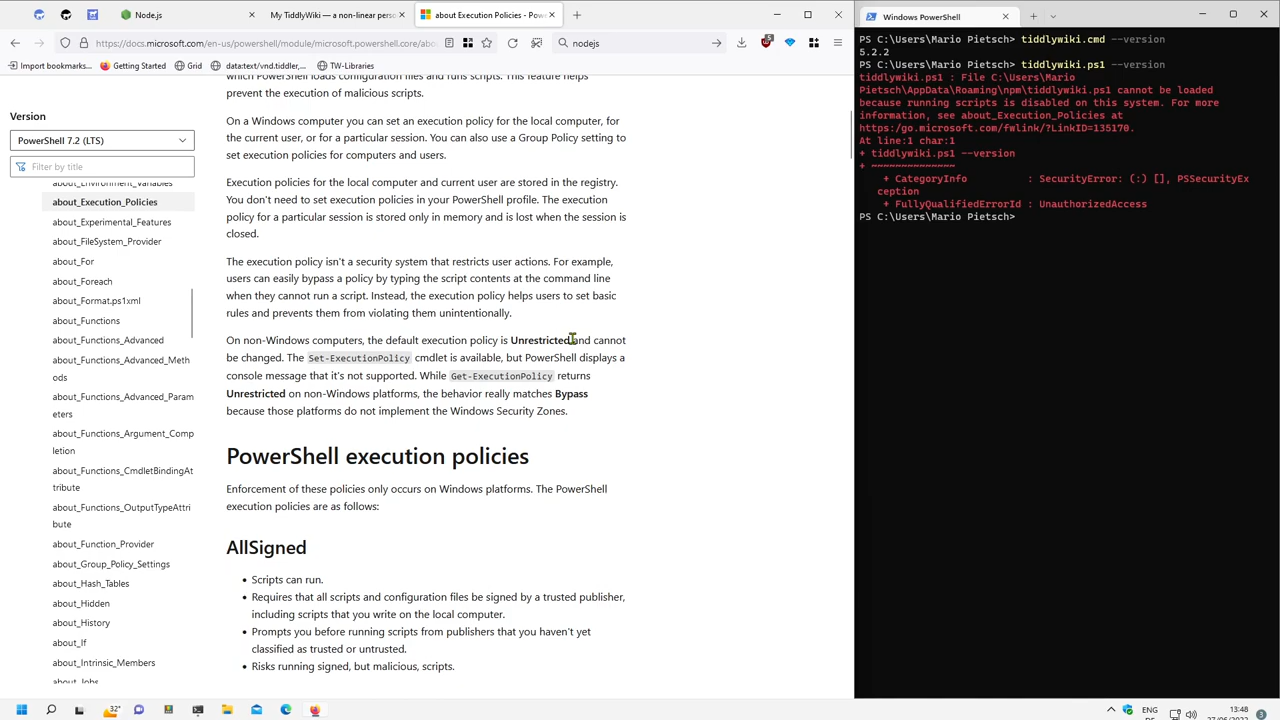 Node.js
My TiddlyWiki — a non-linear perso
about Execution Policies - Pow
https://docs.microsoft.com/en-us/powershell/module/microsoft.powershell.core/abo
nodejs
Import bookmarks...
Getting Started
Grid
data:text/vnd.tiddler,...
TW-Libraries
Version
PowerShell 7.2 (LTS)
Filter by title
about_Environment_Variables
about_Execution_Policies
about_Experimental_Features
about_FileSystem_Provider
about_For
about_Foreach
about_Format.ps1xml
about_Functions
about_Functions_Advanced
about_Functions_Advanced_Meth
ods
about_Functions_Advanced_Param
eters
about_Functions_Argument_Comp
letion
about_Functions_CmdletBindingAt
tribute
about_Functions_OutputTypeAttri
bute
about_Function_Provider
about_Group_Policy_Settings
about_Hash_Tables
about_Hidden
about_History
about_If
about_Intrinsic_Members
about_Jobs
which PowerShell loads configuration files and runs scripts. This feature helps
prevent the execution of malicious scripts.
On a Windows computer you can set an execution policy for the local computer, for
the current user, or for a particular session. You can also use a Group Policy setting to
set execution policies for computers and users.
Execution policies for the local computer and current user are stored in the registry.
You don't need to set execution policies in your PowerShell profile. The execution
policy for a particular session is stored only in memory and is lost when the session is
closed.
The execution policy isn't a security system that restricts user actions. For example,
users can easily bypass a policy by typing the script contents at the command line
when they cannot run a script. Instead, the execution policy helps users to set basic
rules and prevents them from violating them unintentionally.
On non-Windows computers, the default execution policy is Unrestricted and cannot
be changed. The Set-ExecutionPolicy cmdlet is available, but PowerShell displays a
console message that it's not supported. While Get-ExecutionPolicy returns
Unrestricted on non-Windows platforms, the behavior really matches Bypass
because those platforms do not implement the Windows Security Zones.
PowerShell execution policies
Enforcement of these policies only occurs on Windows platforms. The PowerShell
execution policies are as follows:
AllSigned
• Scripts can run.
• Requires that all scripts and configuration files be signed by a trusted publisher,
including scripts that you write on the local computer.
• Prompts you before running scripts from publishers that you haven't yet
classified as trusted or untrusted.
• Risks running signed, but malicious, scripts.
Windows PowerShell
PS C:\Users\Mario Pietsch> tiddlywiki.cmd --version
5.2.2
PS C:\Users\Mario Pietsch> tiddlywiki.ps1 --version
tiddlywiki.ps1 : File C:\Users\Mario
Pietsch\AppData\Roaming\npm\tiddlywiki.ps1 cannot be loaded
because running scripts is disabled on this system. For more
information, see about_Execution_Policies at
https:/go.microsoft.com/fwlink/?LinkID=135170.
At line:1 char:1
+ tiddlywiki.ps1 --version
+ ~~~~~~~~~~~~~~
+ CategoryInfo : SecurityError: (:) [], PSSecurityEx
ception
+ FullyQualifiedErrorId : UnauthorizedAccess
PS C:\Users\Mario Pietsch>
32°
ENG
13:48